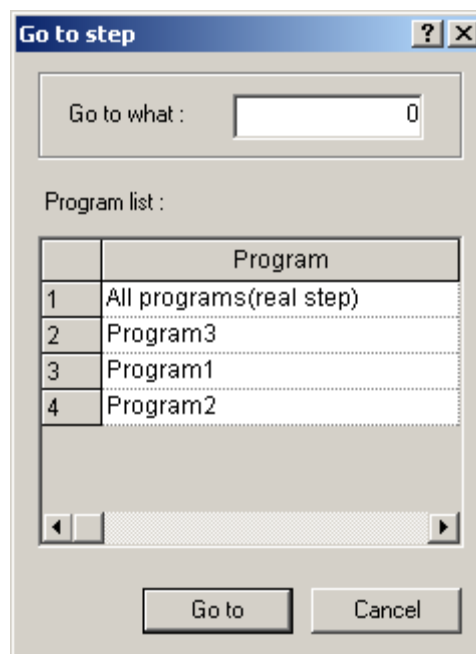 Go to step
Go to what : 0
Program list :
Program
1 All programs(real step)
2 Program3
3 Program1
4 Program2
Go to Cancel